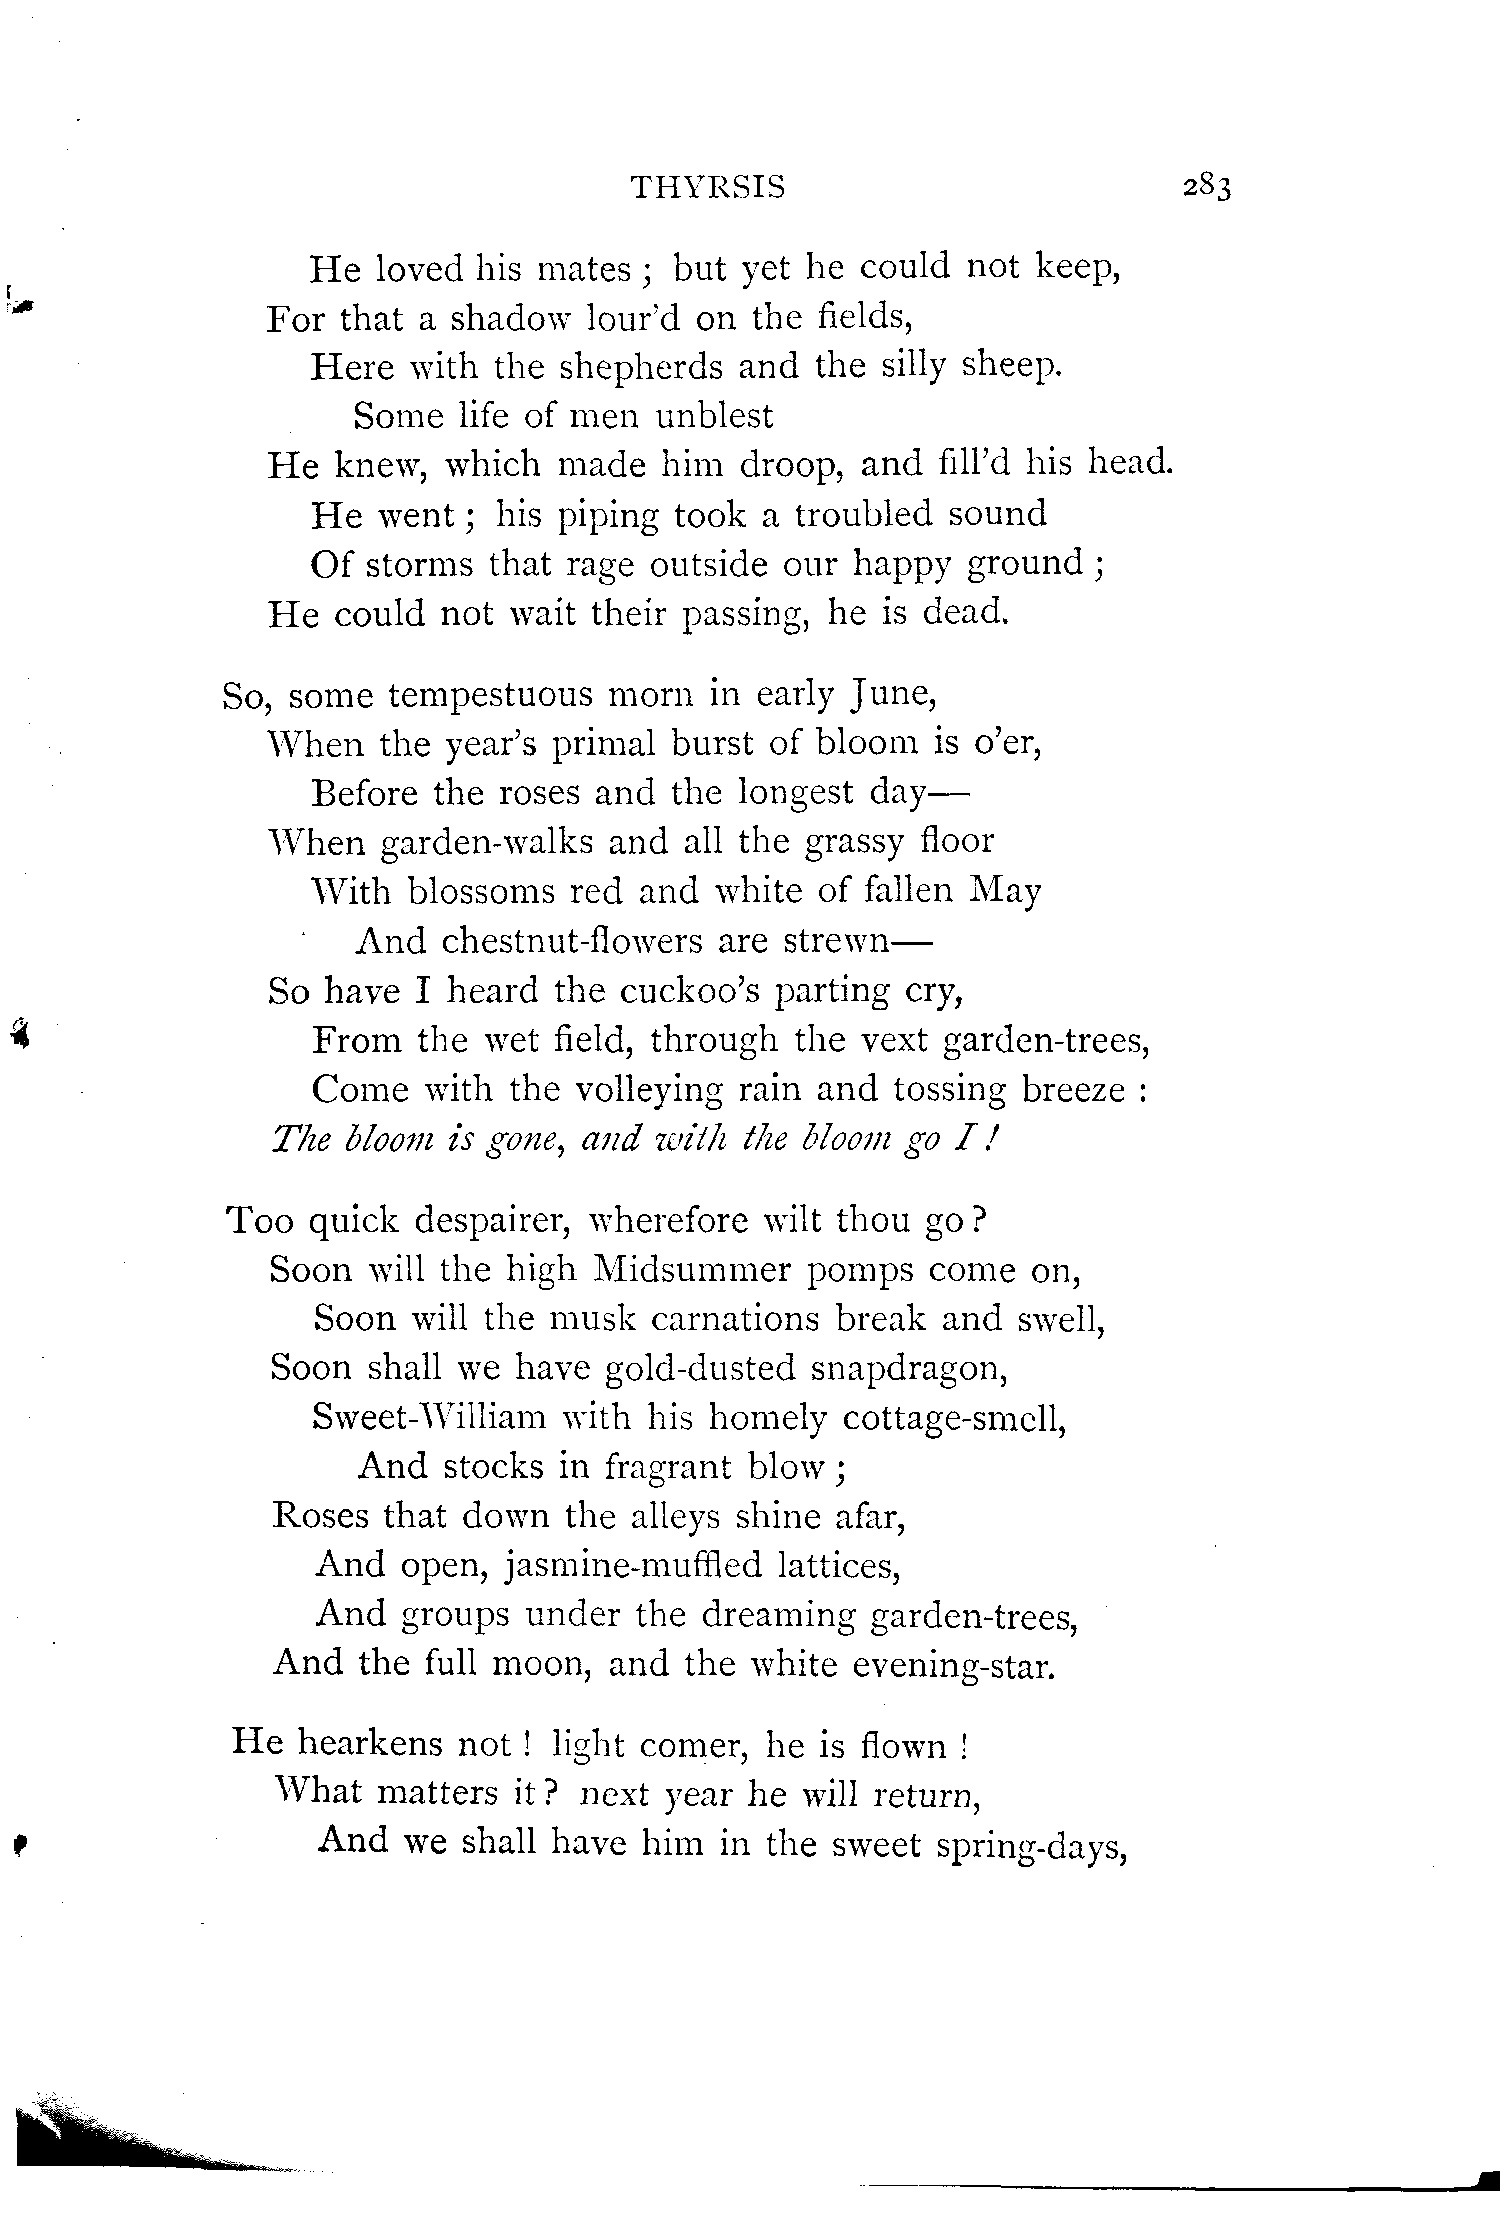 THYRSIS 283
He loved his mates ; but yet he could not keep,
For that a shadow lour'd on the fields,
Here with the shepherds and the silly sheep.
Some life of men unblest
He knew, which made him droop, and fill'd his head.
He went ; his piping took a troubled sound
Of storms that rage outside our happy ground ;
He could not wait their passing, he is dead.
So, some tempestuous morn in early June,
When the year's primal burst of bloom is o'er,
Before the roses and the longest day—
When garden-walks and all the grassy floor
With blossoms red and white of fallen May
And chestnut-flowers are strewn—
So have I heard the cuckoo's parting cry,
From the wet field, through the vext garden-trees,
Come with the volleying rain and tossing breeze :
The bloom is gone, and with the bloom go I !
Too quick despairer, wherefore wilt thou go ?
Soon will the high Midsummer pomps come on,
Soon will the musk carnations break and swell,
Soon shall we have gold-dusted snapdragon,
Sweet-William with his homely cottage-smell,
And stocks in fragrant blow ;
Roses that down the alleys shine afar,
And open, jasmine-muffled lattices,
And groups under the dreaming garden-trees,
And the full moon, and the white evening-star.
He hearkens not ! light comer, he is flown !
What matters it ? next year he will return,
And we shall have him in the sweet spring-days,